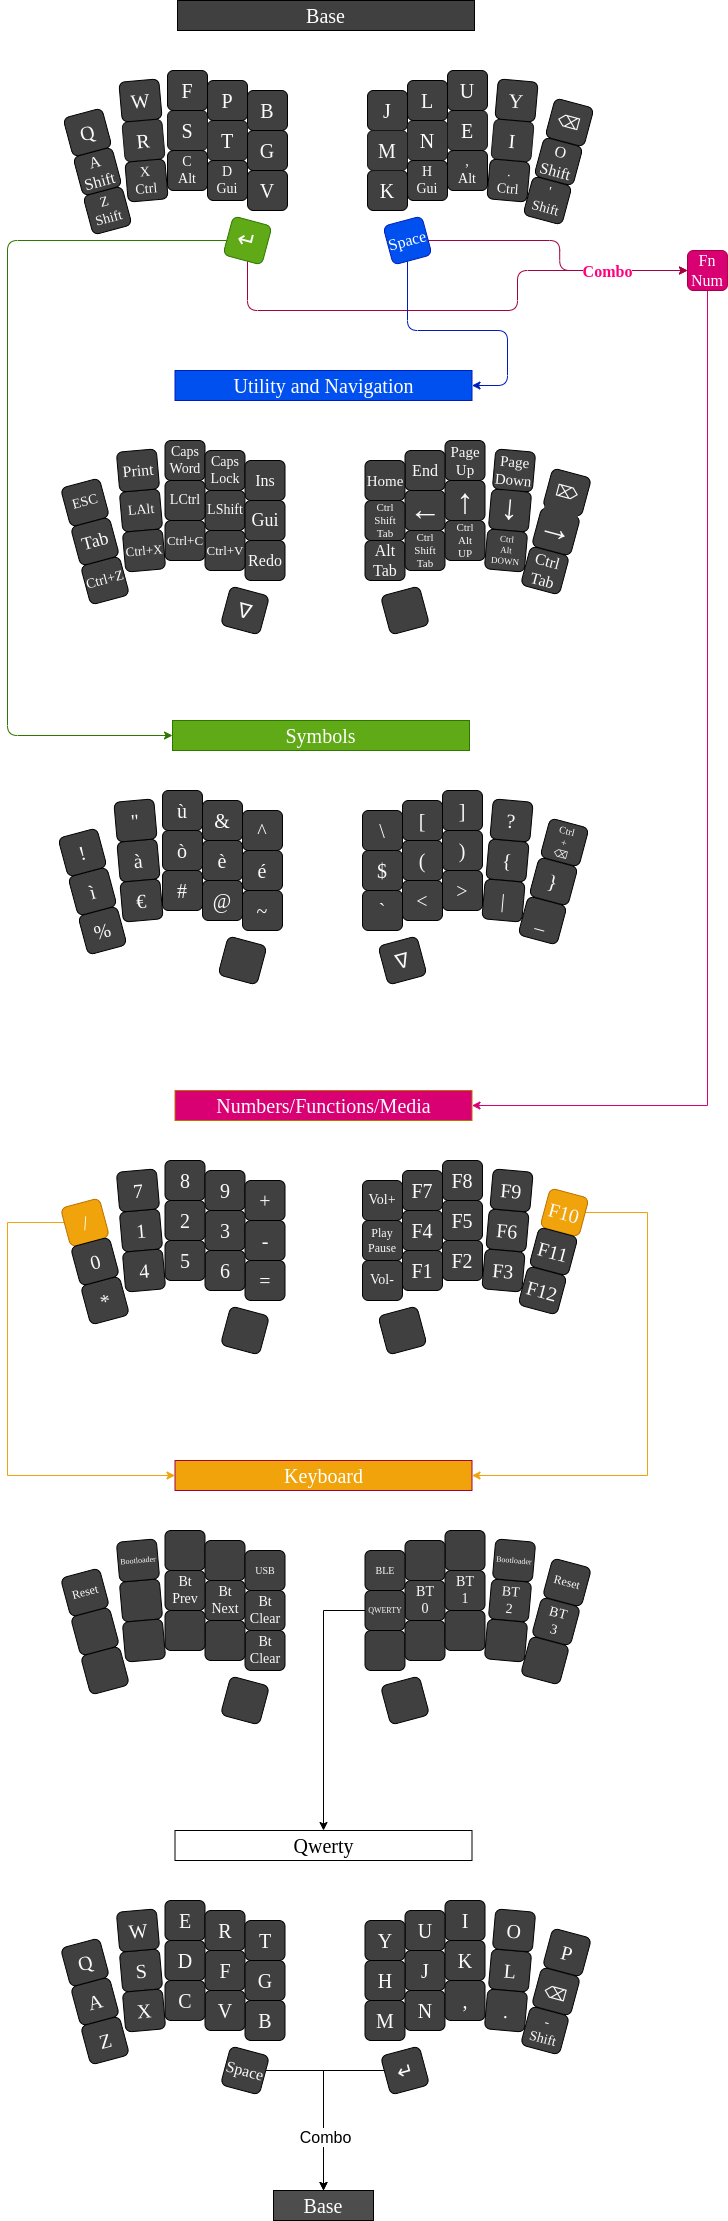 Base
Q W F P B J L U Y ⌫
A
Shift
R S T G M N E I O
Shift
Z
Shift
X
Ctrl
C
Alt
D
Gui
V K H
Gui
,
Alt
.
Ctrl
'
Shift
↵ Space
Combo
Fn
Num
Utility and Navigation
ESC Print Caps
Word
Caps
Lock
Ins Home End Page
Up
Page
Down
⌦
Tab LAlt LCtrl LShift Gui Ctrl
Shift
Tab
← ↑ ↓ →
Ctrl+Z Ctrl+X Ctrl+C Ctrl+V Redo Alt
Tab
Ctrl
Shift
Tab
Ctrl
Alt
UP
Ctrl
Alt
DOWN
Ctrl
Tab
∇
Symbols
! " ù & ^ \ [ ] ? Ctrl
+
⌫
ì à ò è é $ ( ) { }
% € # @ ~ ` < > | _
∇
Numbers/Functions/Media
/ 7 8 9 + Vol+ F7 F8 F9 F10
0 1 2 3 - Play
Pause
F4 F5 F6 F11
* 4 5 6 = Vol- F1 F2 F3 F12
Keyboard
Reset Bootloader USB BLE Bootloader Reset
Bt
Prev
Bt
Next
Bt
Clear
QWERTY BT
0
BT
1
BT
2
BT
3
Bt
Clear
Qwerty
Q W E R T Y U I O P
A S D F G H J K L ⌫
Z X C V B M N , . -
Shift
Space ↵
Combo
Base